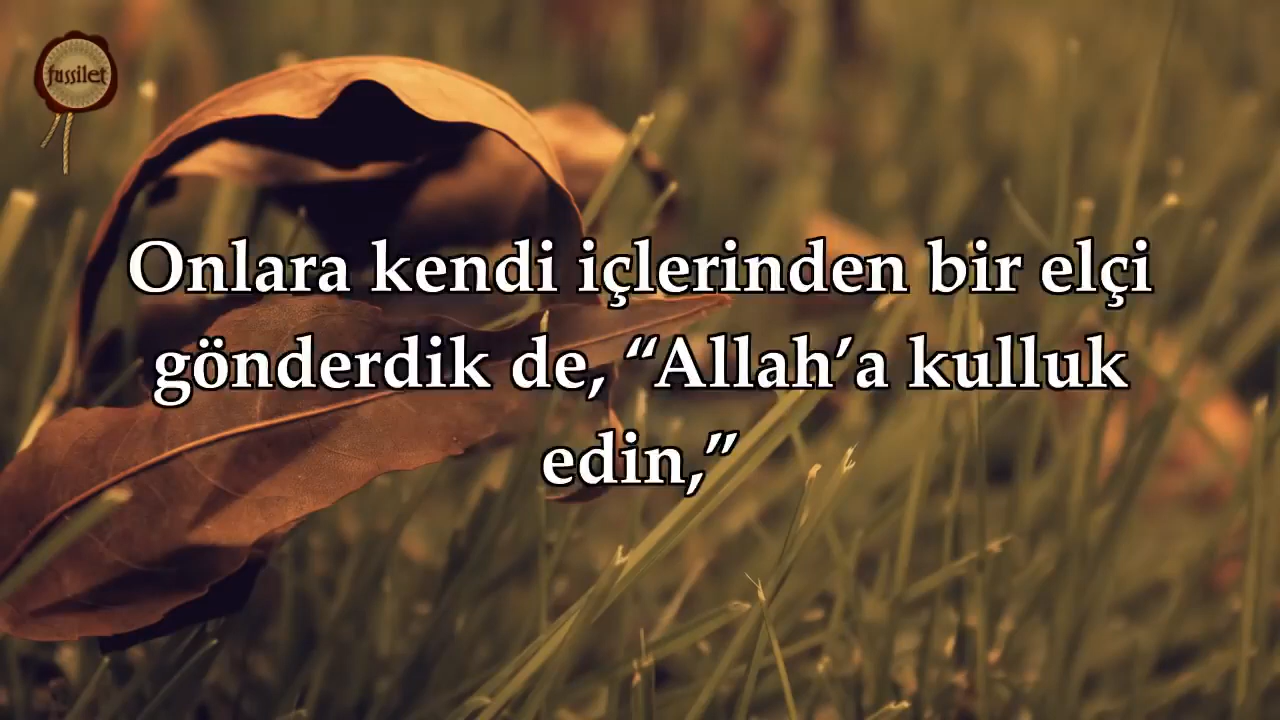 fussilet
Onlara kendi içlerinden bir elçi
gönderdik de, “Allah’a kulluk
edin,”